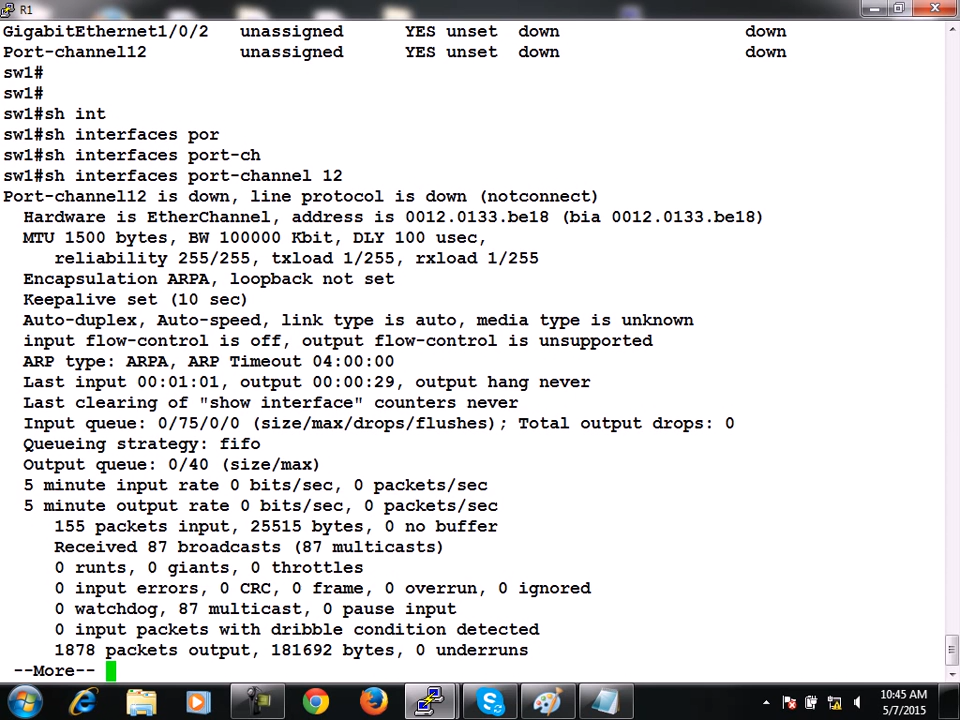 R1
GigabitEthernet1/0/2   unassigned      YES unset  down                  down
Port-channel12         unassigned      YES unset  down                  down
sw1#
sw1#
sw1#sh int
sw1#sh interfaces por
sw1#sh interfaces port-ch
sw1#sh interfaces port-channel 12
Port-channel12 is down, line protocol is down (notconnect)
  Hardware is EtherChannel, address is 0012.0133.be18 (bia 0012.0133.be18)
  MTU 1500 bytes, BW 100000 Kbit, DLY 100 usec,
     reliability 255/255, txload 1/255, rxload 1/255
  Encapsulation ARPA, loopback not set
  Keepalive set (10 sec)
  Auto-duplex, Auto-speed, link type is auto, media type is unknown
  input flow-control is off, output flow-control is unsupported
  ARP type: ARPA, ARP Timeout 04:00:00
  Last input 00:01:01, output 00:00:29, output hang never
  Last clearing of "show interface" counters never
  Input queue: 0/75/0/0 (size/max/drops/flushes); Total output drops: 0
  Queueing strategy: fifo
  Output queue: 0/40 (size/max)
  5 minute input rate 0 bits/sec, 0 packets/sec
  5 minute output rate 0 bits/sec, 0 packets/sec
     155 packets input, 25515 bytes, 0 no buffer
     Received 87 broadcasts (87 multicasts)
     0 runts, 0 giants, 0 throttles
     0 input errors, 0 CRC, 0 frame, 0 overrun, 0 ignored
     0 watchdog, 87 multicast, 0 pause input
     0 input packets with dribble condition detected
     1878 packets output, 181692 bytes, 0 underruns
 --More--
10:45 AM
5/7/2015